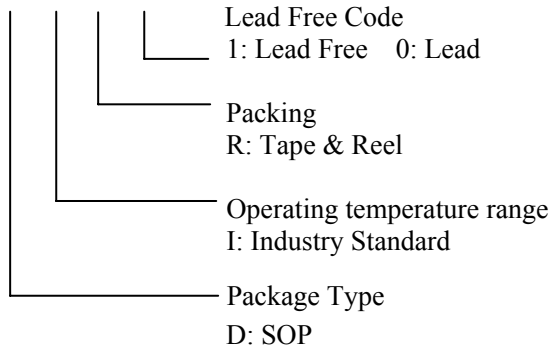 Lead Free Code
1: Lead Free 0: Lead
Packing
R: Tape & Reel
Operating temperature range
I: Industry Standard
Package Type
D: SOP